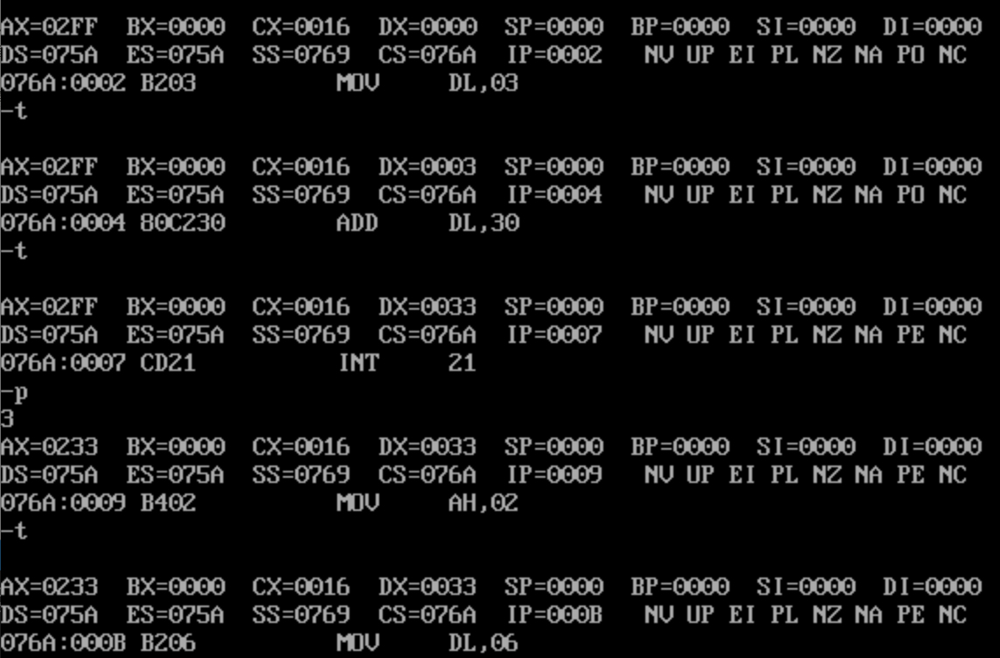 AX=02FF BX=0000 CX=0016 DX=0000 SP=0000 BP=0000 SI=0000 DI=0000
DS=075A ES=075A SS=0769 CS=076A IP=0002 NV UP EI PL NZ NA PO NC
076A:0002 B203 MOV DL,03
-t
AX=02FF BX=0000 CX=0016 DX=0003 SP=0000 BP=0000 SI=0000 DI=0000
DS=075A ES=075A SS=0769 CS=076A IP=0004 NV UP EI PL NZ NA PO NC
076A:0004 80C230 ADD DL,30
-t
AX=02FF BX=0000 CX=0016 DX=0033 SP=0000 BP=0000 SI=0000 DI=0000
DS=075A ES=075A SS=0769 CS=076A IP=0007 NV UP EI PL NZ NA PE NC
076A:0007 CD21 INT 21
-p
3
AX=0233 BX=0000 CX=0016 DX=0033 SP=0000 BP=0000 SI=0000 DI=0000
DS=075A ES=075A SS=0769 CS=076A IP=0009 NV UP EI PL NZ NA PE NC
076A:0009 B402 MOV AH,02
-t
AX=0233 BX=0000 CX=0016 DX=0033 SP=0000 BP=0000 SI=0000 DI=0000
DS=075A ES=075A SS=0769 CS=076A IP=000B NV UP EI PL NZ NA PE NC
076A:000B B206 MOV DL,06